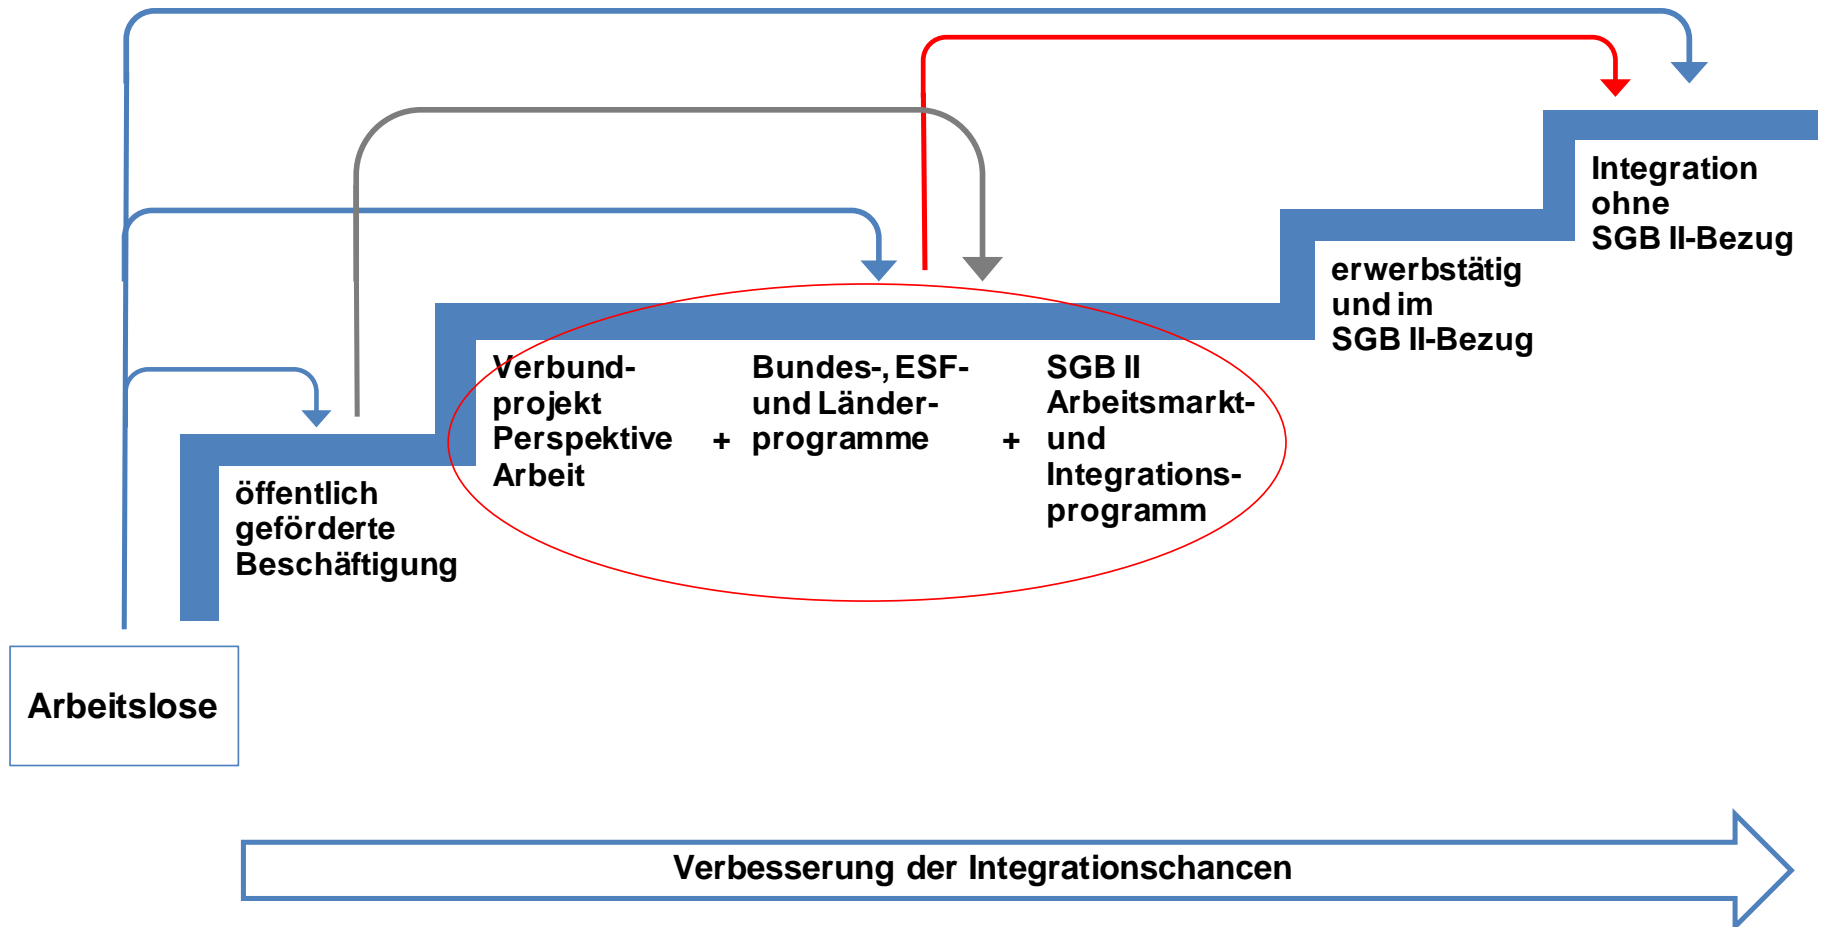 Integration
ohne
SGB II-Bezug
erwerbstätig
und im
SGB II-Bezug
Verbund-
projekt
Perspektive
Arbeit
+
Bundes-, ESF-
und Länder-
programme
+
SGB II
Arbeitsmarkt-
und
Integrations-
programm
öffentlich
geförderte
Beschäftigung
Arbeitslose
Verbesserung der Integrationschancen